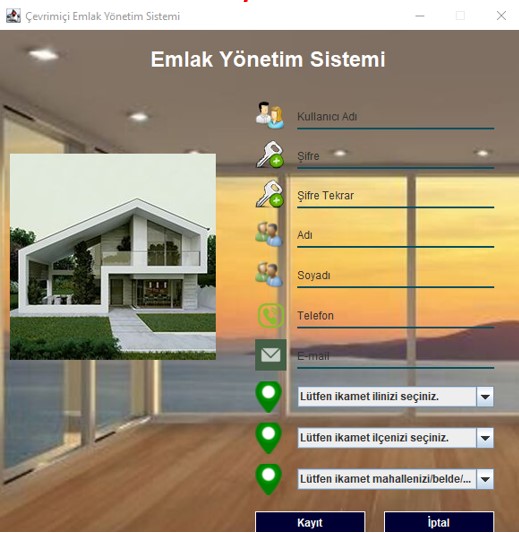 Çevrimiçi Emlak Yönetim Sistemi
Emlak Yönetim Sistemi
Kullanıcı Adı
Şifre
Şifre Tekrar
Adı
Soyadı
Telefon
E-mail
Lütfen ikamet ilinizi seçiniz.
Lütfen ikamet ilçenizi seçiniz.
Lütfen ikamet mahallenizi/belde/...
Kayıt İptal